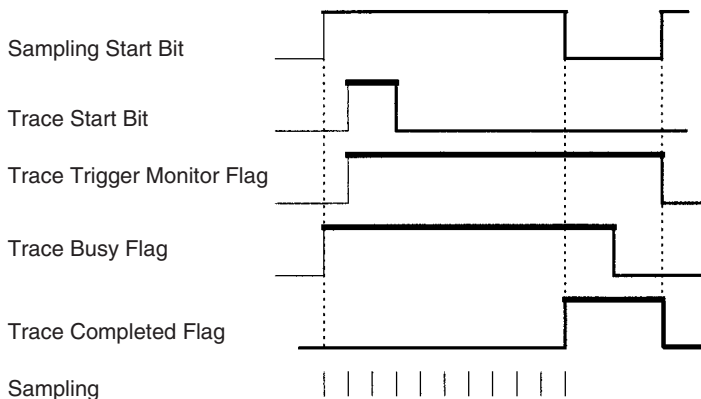 Sampling Start Bit
Trace Start Bit
Trace Trigger Monitor Flag
Trace Busy Flag
Trace Completed Flag
Sampling